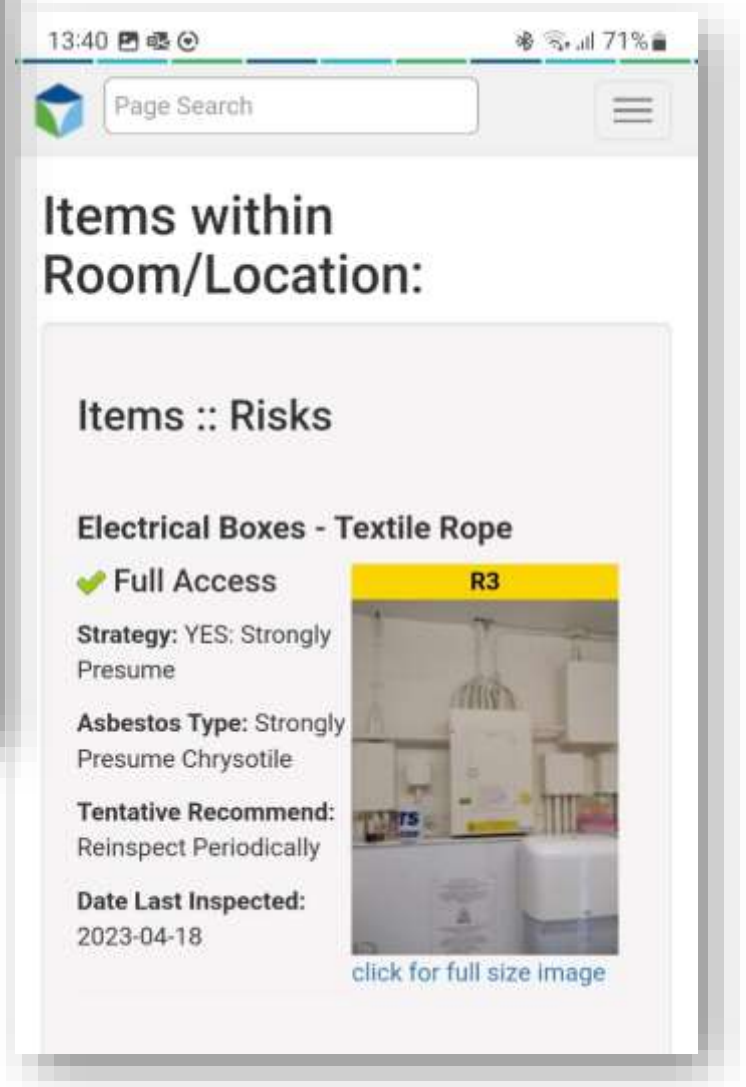 13:40
71%
Page Search
Items within
Room/Location:
Items :: Risks
Electrical Boxes - Textile Rope
Full Access
R3
Strategy: YES: Strongly
Presume
Asbestos Type: Strongly
Presume Chrysotile
Tentative Recommend:
Reinspect Periodically
Date Last Inspected:
2023-04-18
click for full size image